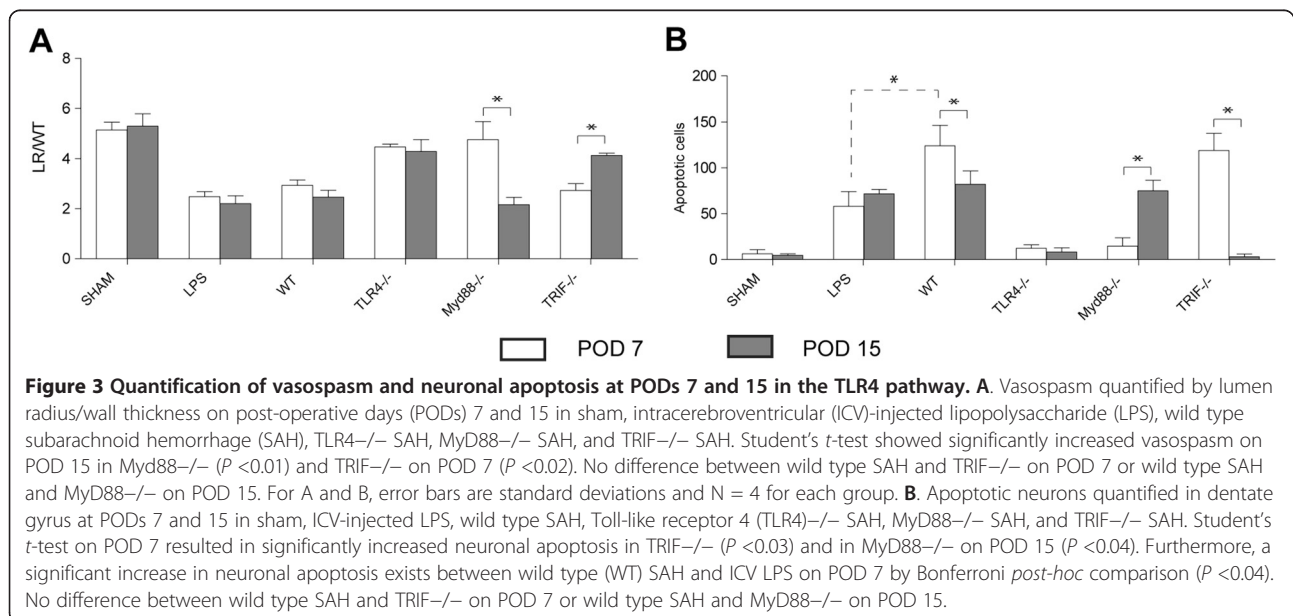 A
B
8
6
4
2
0
LR/WT
*
*
SHAM
LPS
WT
TLR4-/-
Myd88-/-
TRIF-/-
200
150
100
50
0
Apoptotic cells
*
*
*
*
SHAM
LPS
WT
TLR4-/-
Myd88-/-
TRIF-/-
POD 7
POD 15
Figure 3 Quantification of vasospasm and neuronal apoptosis at PODs 7 and 15 in the TLR4 pathway. A. Vasospasm quantified by lumen
radius/wall thickness on post-operative days (PODs) 7 and 15 in sham, intracerebroventricular (ICV)-injected lipopolysaccharide (LPS), wild type
subarachnoid hemorrhage (SAH), TLR4−/− SAH, MyD88−/− SAH, and TRIF−/− SAH. Student's t-test showed significantly increased vasospasm on
POD 15 in Myd88−/− (P <0.01) and TRIF−/− on POD 7 (P <0.02). No difference between wild type SAH and TRIF−/− on POD 7 or wild type SAH
and MyD88−/− on POD 15. For A and B, error bars are standard deviations and N = 4 for each group. B. Apoptotic neurons quantified in dentate
gyrus at PODs 7 and 15 in sham, ICV-injected LPS, wild type SAH, Toll-like receptor 4 (TLR4)−/− SAH, MyD88−/− SAH, and TRIF−/− SAH. Student's
t-test on POD 7 resulted in significantly increased neuronal apoptosis in TRIF−/− (P <0.03) and in MyD88−/− on POD 15 (P <0.04). Furthermore, a
significant increase in neuronal apoptosis exists between wild type (WT) SAH and ICV LPS on POD 7 by Bonferroni post-hoc comparison (P <0.04).
No difference between wild type SAH and TRIF−/− on POD 7 or wild type SAH and MyD88−/− on POD 15.